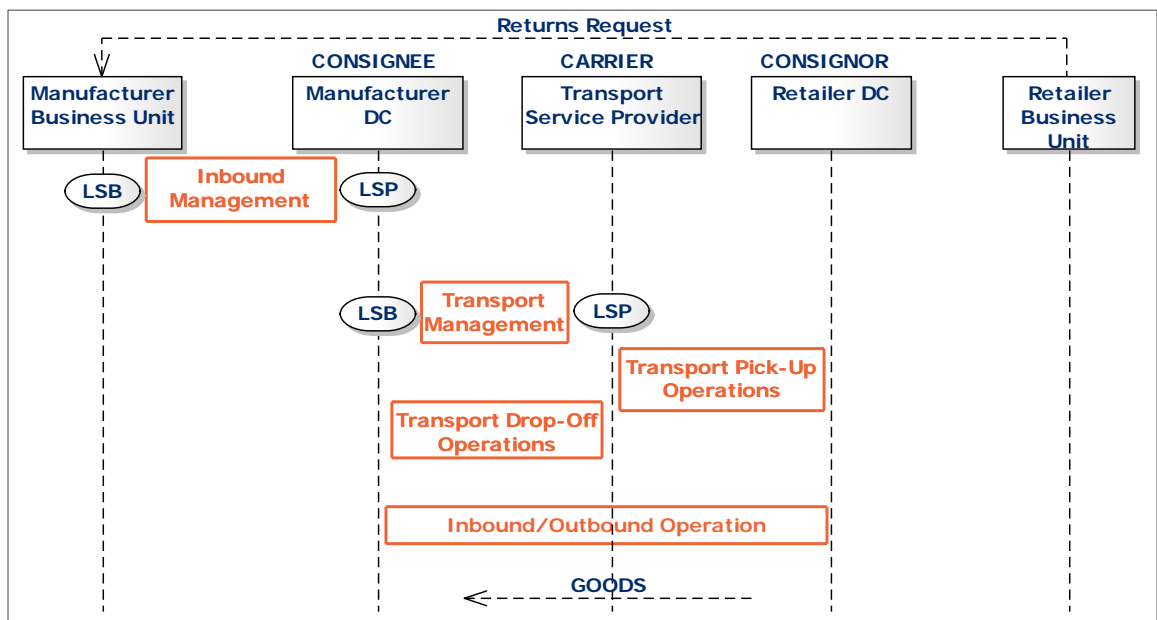 Returns Request
CONSIGNEE
CARRIER
CONSIGNOR
Manufacturer
Business Unit
Manufacturer
DC
Transport
Service Provider
Retailer DC
Retailer
Business
Unit
LSB
Inbound
Management
LSP
LSB
Transport
Management
LSP
Transport Pick-Up
Operations
Transport Drop-Off
Operations
Inbound/Outbound Operation
GOODS